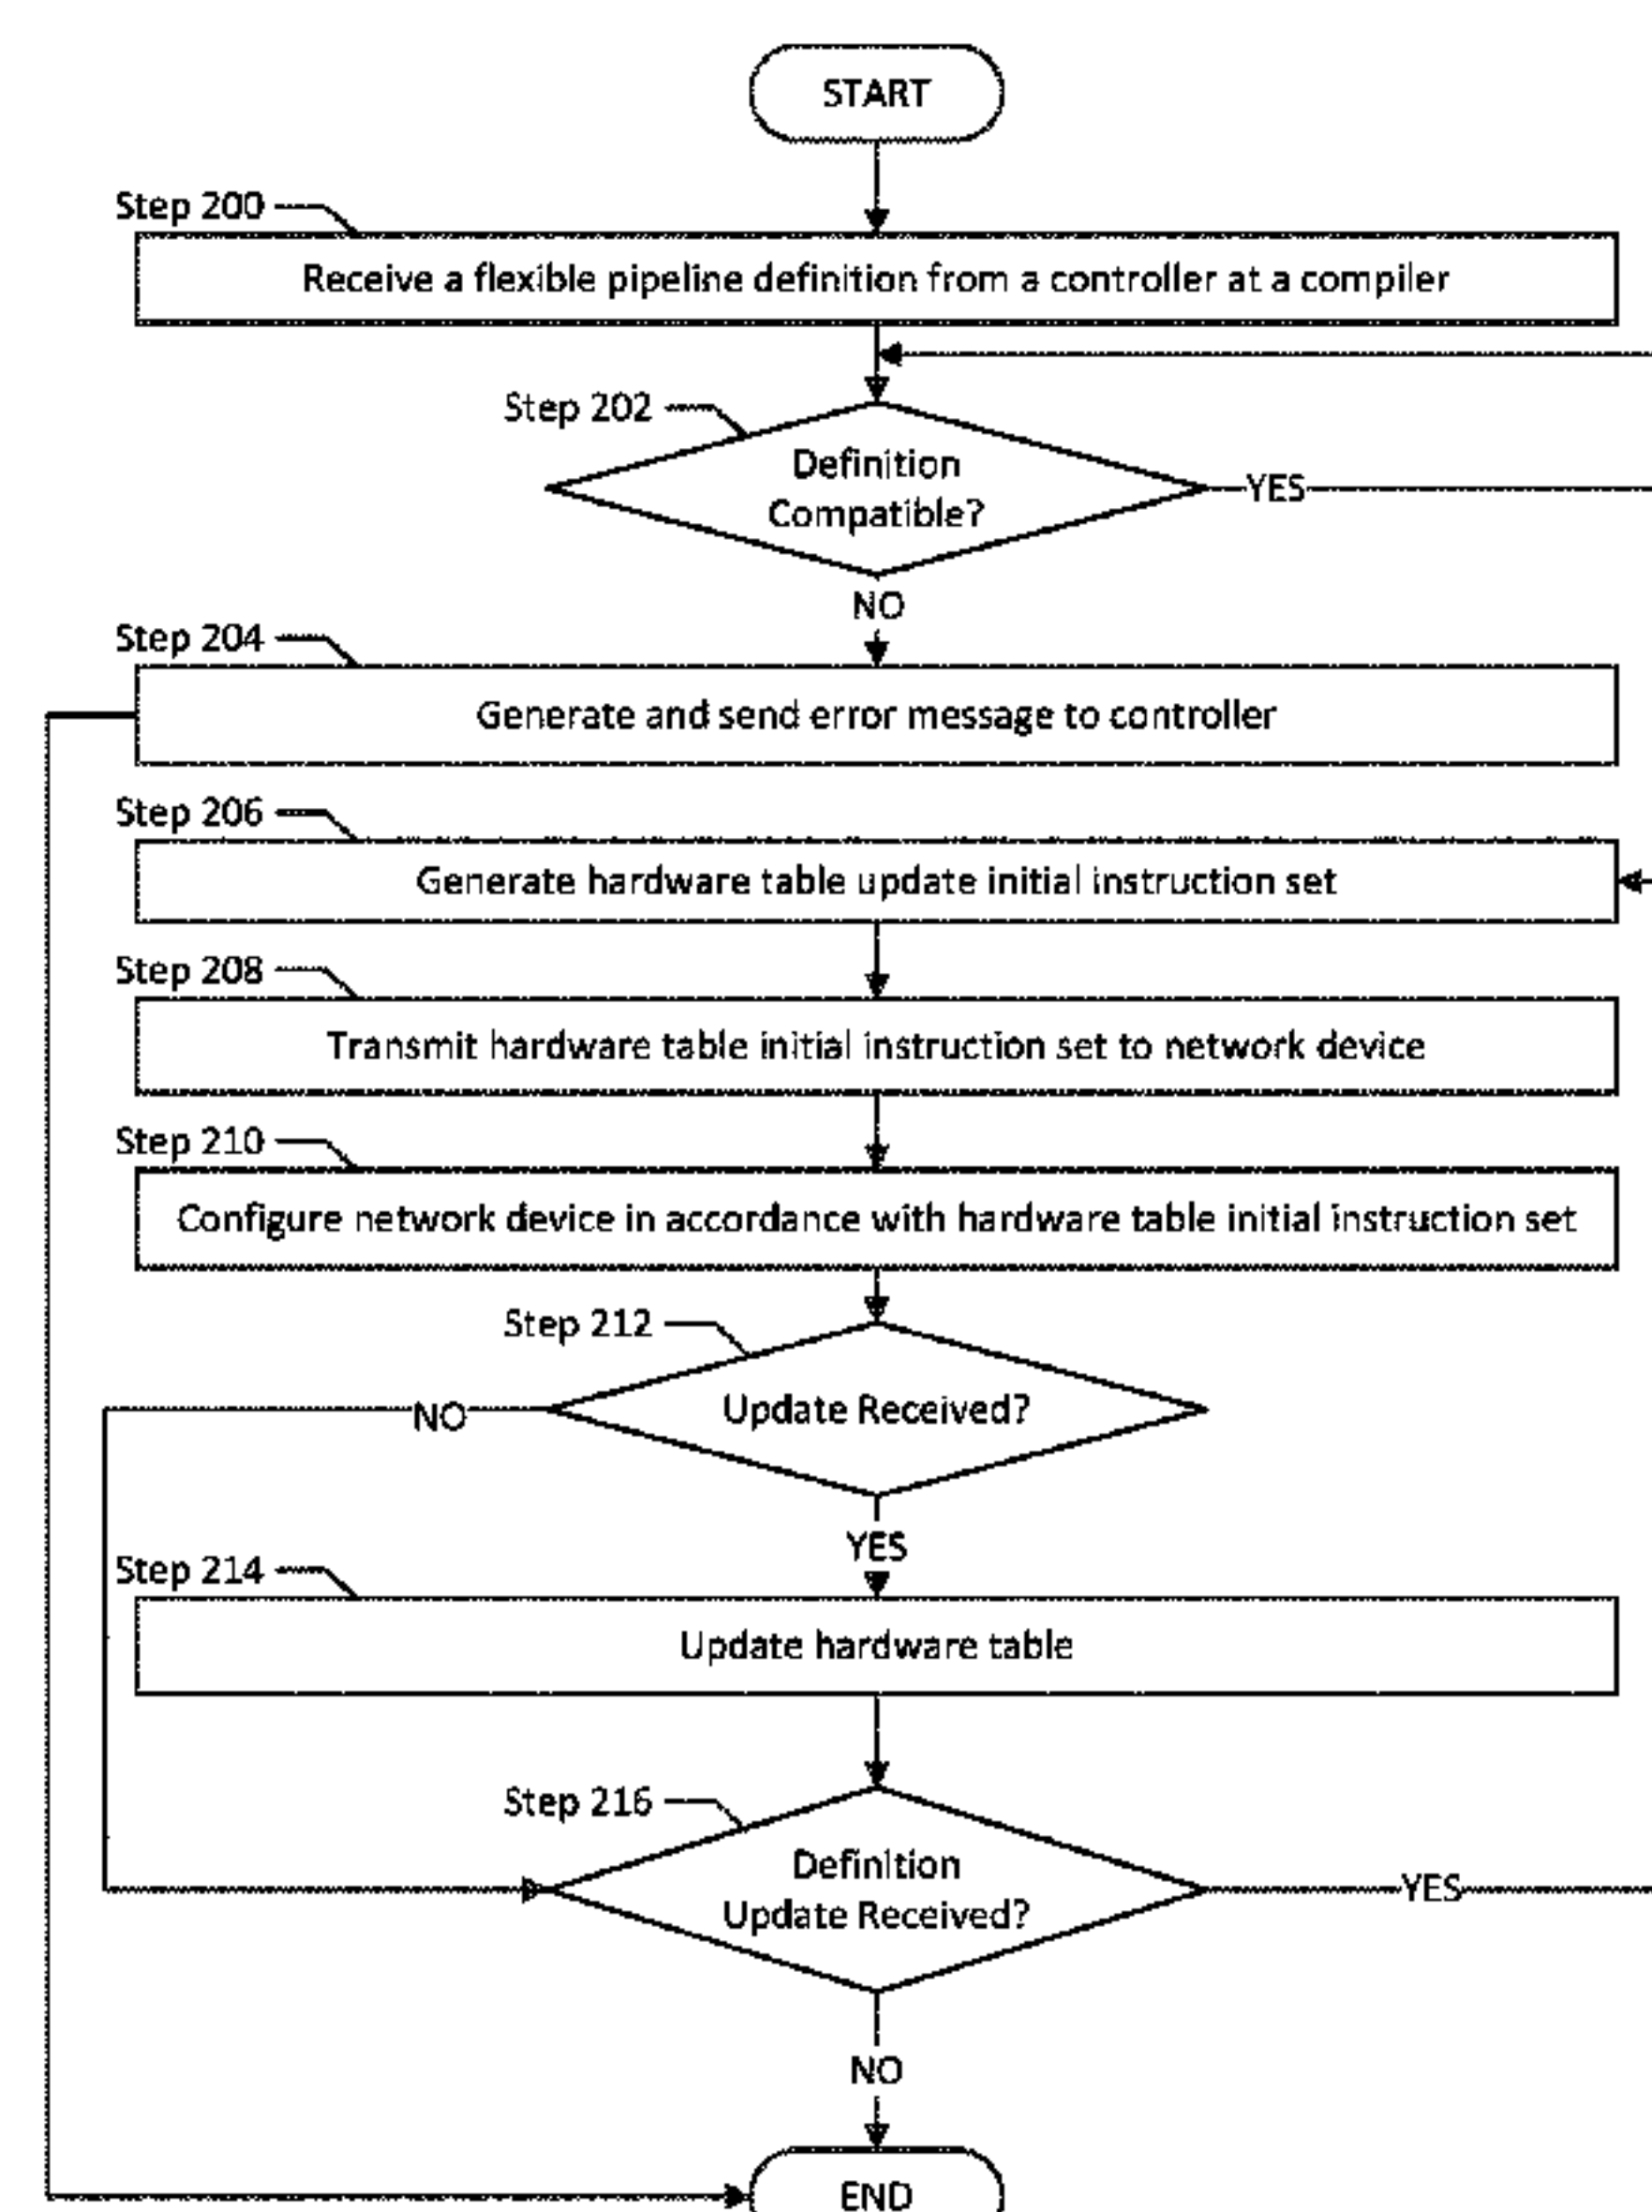 START
Step 200
Receive a flexible pipeline definition from a controller at a compiler
Step 202
Definition
Compatible?
YES
NO
Step 204
Generate and send error message to controller
Step 206
Generate hardware table update initial instruction set
Step 208
Transmit hardware table initial instruction set to network device
Step 210
Configure network device in accordance with hardware table initial instruction set
Step 212
Update Received?
NO
YES
Step 214
Update hardware table
Step 216
Definition
Update Received?
YES
NO
END